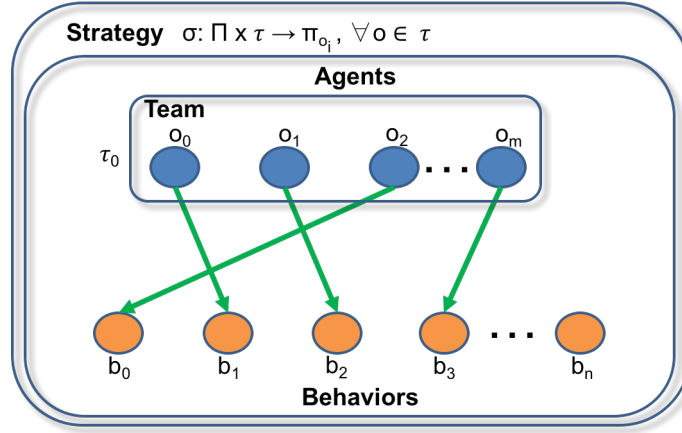 Strategy σ: Π x τ → π_{o_i}, ∀o ∈ τ
Agents
Team
o₀ o₁ o₂ ... oₘ
τ₀
b₀ b₁ b₂ b₃ ... bₙ
Behaviors